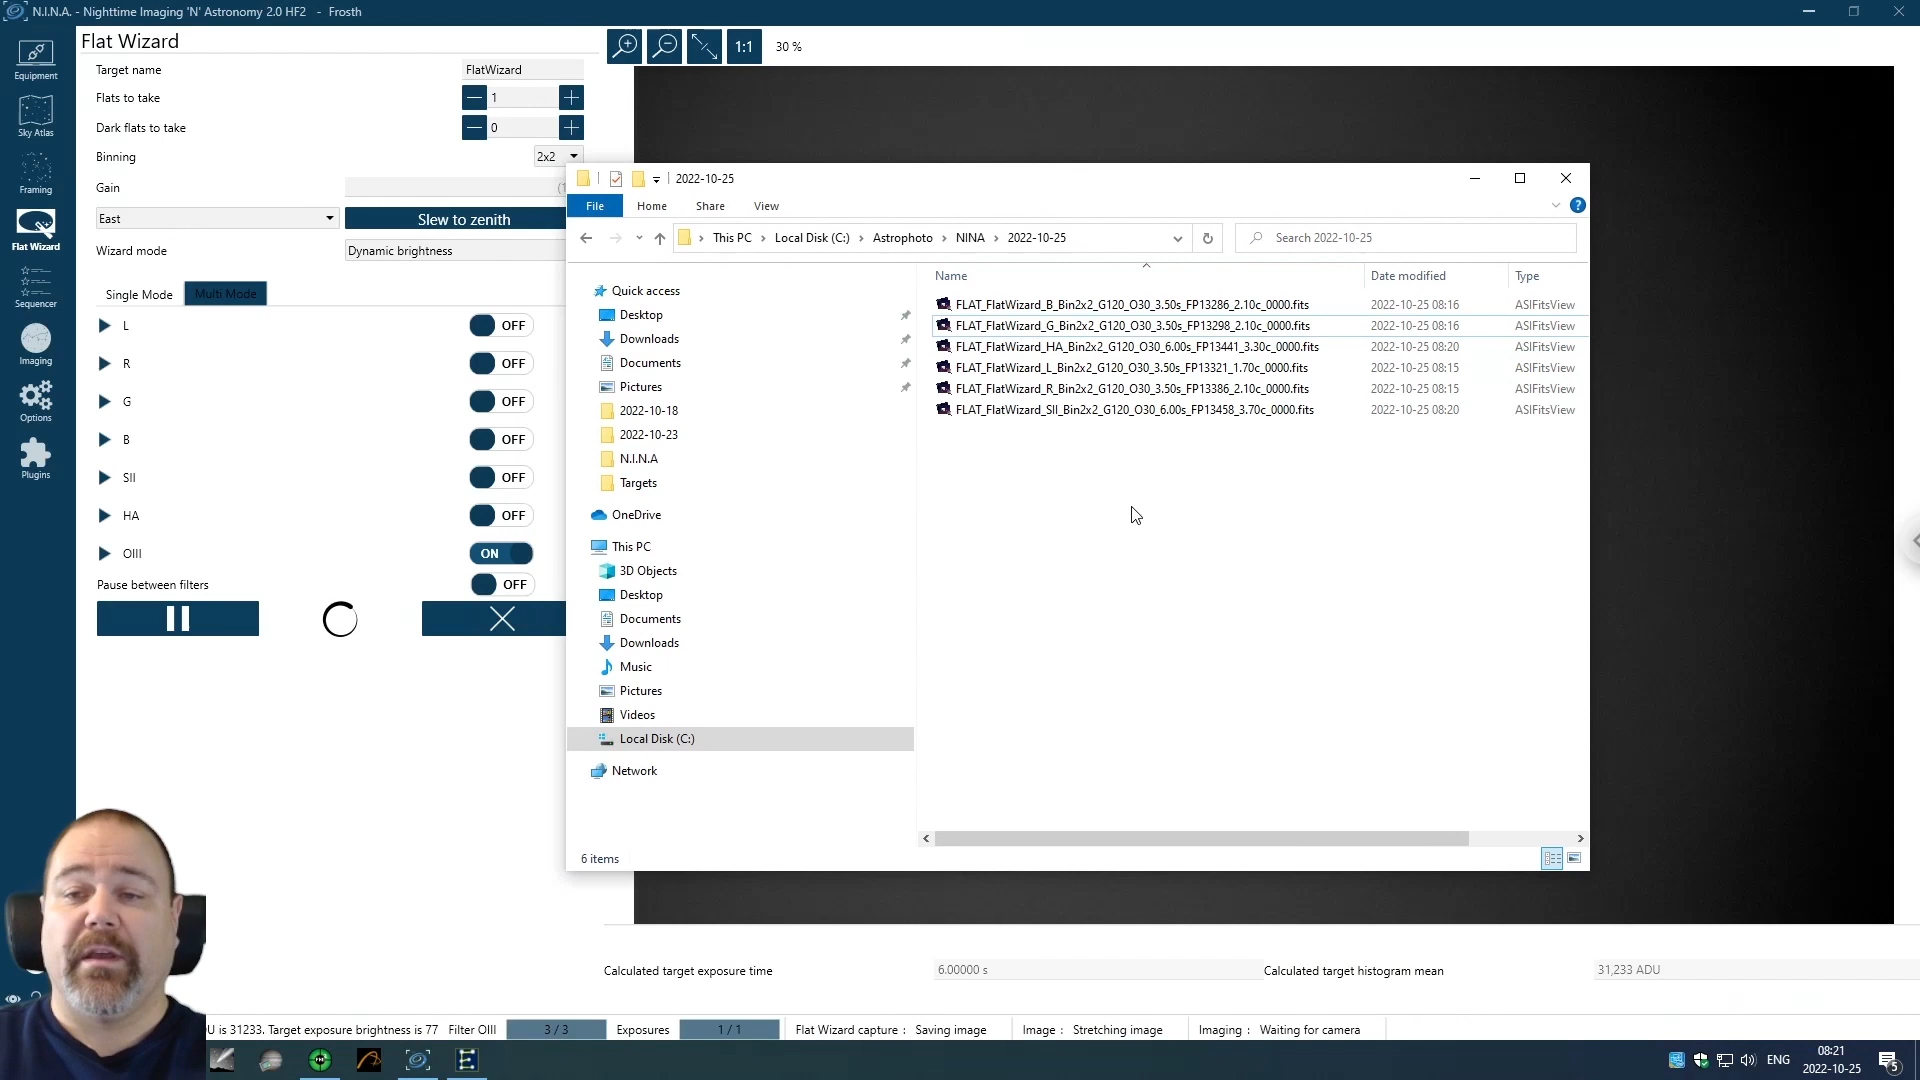 N.I.N.A. - Nighttime Imaging 'N' Astronomy 2.0 HF2 - Frosth
Equipment
Sky Atlas
Framing
Flat Wizard
Sequencer
Imaging
Options
Plugins
Flat Wizard
30 %
1:1
Target name
FlatWizard
Flats to take
1
Dark flats to take
0
Binning
2x2
Gain
East
Slew to zenith
Wizard mode
Dynamic brightness
Single Mode
Multi Mode
L OFF
R OFF
G OFF
B OFF
SII OFF
HA OFF
OIII ON
Pause between filters OFF
2022-10-25
File Home Share View
This PC Local Disk (C:) Astrophoto NINA 2022-10-25
Search 2022-10-25
Quick access
Desktop
Downloads
Documents
Pictures
2022-10-18
2022-10-23
N.I.N.A
Targets
OneDrive
This PC
3D Objects
Desktop
Documents
Downloads
Music
Pictures
Videos
Local Disk (C:)
Network
Name Date modified Type
FLAT_FlatWizard_B_Bin2x2_G120_O30_3.50s_FP13286_2.10c_0000.fits 2022-10-25 08:16 ASIFitsView
FLAT_FlatWizard_G_Bin2x2_G120_O30_3.50s_FP13298_2.10c_0000.fits 2022-10-25 08:16 ASIFitsView
FLAT_FlatWizard_HA_Bin2x2_G120_O30_6.00s_FP13441_3.30c_0000.fits 2022-10-25 08:20 ASIFitsView
FLAT_FlatWizard_L_Bin2x2_G120_O30_3.50s_FP13321_1.70c_0000.fits 2022-10-25 08:15 ASIFitsView
FLAT_FlatWizard_R_Bin2x2_G120_O30_3.50s_FP13386_2.10c_0000.fits 2022-10-25 08:15 ASIFitsView
FLAT_FlatWizard_SII_Bin2x2_G120_O30_6.00s_FP13458_3.70c_0000.fits 2022-10-25 08:20 ASIFitsView
6 items
Calculated target exposure time 6.00000 s Calculated target histogram mean 31,233 ADU
U is 31233. Target exposure brightness is 77 Filter OIII 3 / 3 Exposures 1 / 1 Flat Wizard capture : Saving image Image : Stretching image Imaging : Waiting for camera
ENG
08:21
2022-10-25
5